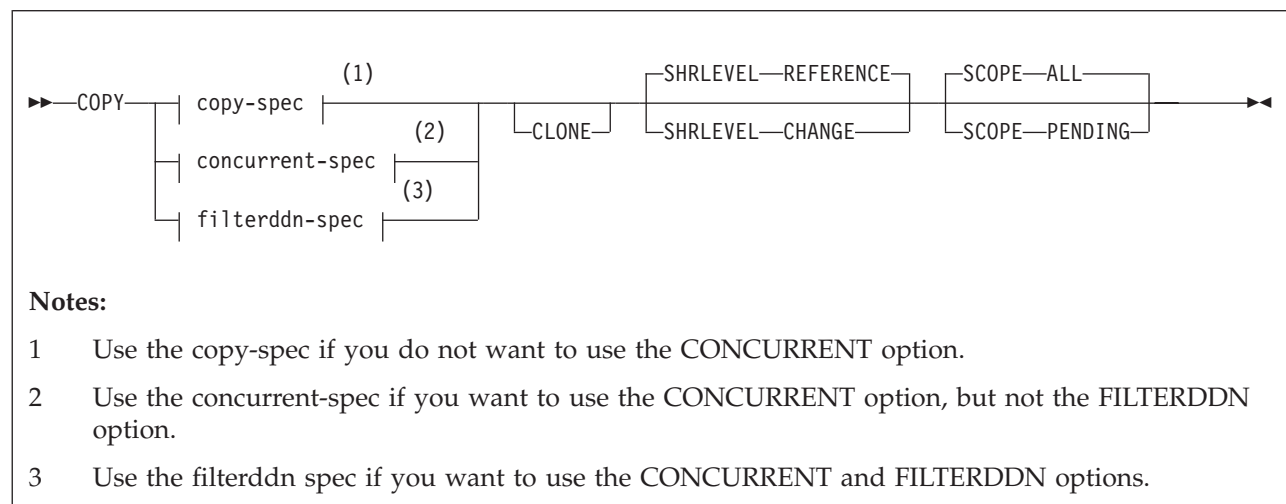 (1) SHRLEVEL REFERENCE SCOPE ALL
COPY copy-spec
(2) CLONE SHRLEVEL CHANGE SCOPE PENDING
concurrent-spec
(3)
filterddn-spec
Notes:
1 Use the copy-spec if you do not want to use the CONCURRENT option.
2 Use the concurrent-spec if you want to use the CONCURRENT option, but not the FILTERDDN
option.
3 Use the filterddn spec if you want to use the CONCURRENT and FILTERDDN options.